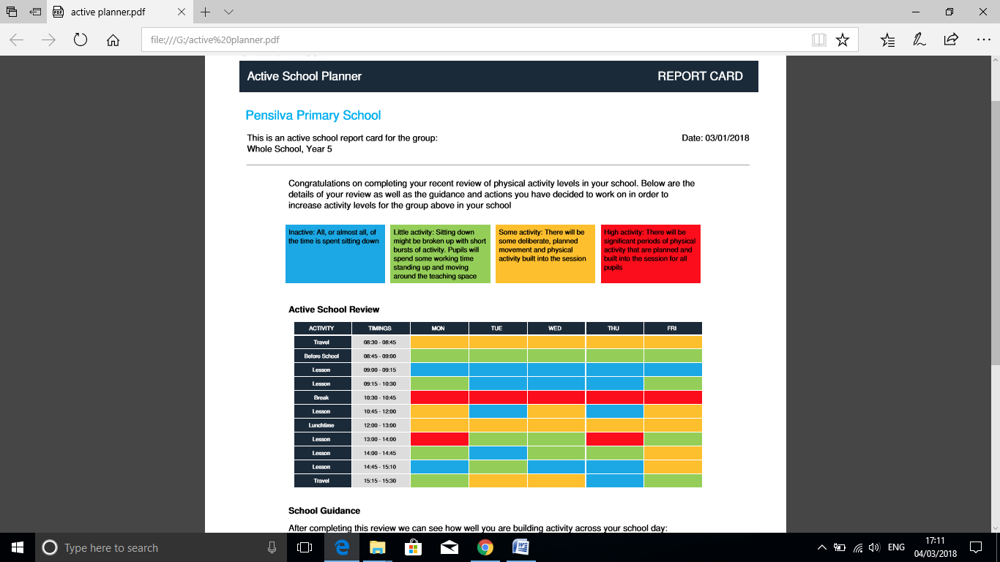 active planner.pdf
file:///G:/active%20planner.pdf
Active School Planner REPORT CARD
Pensilva Primary School
This is an active school report card for the group: Date: 03/01/2018
Whole School, Year 5
Congratulations on completing your recent review of physical activity levels in your school. Below are the
details of your review as well as the guidance and actions you have decided to work on in order to
increase activity levels for the group above in your school
Inactive: All, or almost all, of
the time is spent sitting down
Little activity: Sitting down
might be broken up with short
bursts of activity. Pupils will
spend some working time
standing up and moving
around the teaching space
Some activity: There will be
some deliberate, planned
movement and physical
activity built into the session
High activity: There will be
significant periods of physical
activity that are planned and
built into the session for all
pupils
Active School Review
ACTIVITY TIMINGS MON TUE WED THU FRI
Travel 08:30 - 08:45
Before School 08:45 - 09:00
Lesson 09:00 - 09:15
Lesson 09:15 - 10:30
Break 10:30 - 10:45
Lesson 10:45 - 12:00
Lunchtime 12:00 - 13:00
Lesson 13:00 - 14:00
Lesson 14:00 - 14:45
Lesson 14:45 - 15:10
Travel 15:15 - 15:30
School Guidance
After completing this review we can see how well you are building activity across your school day:
Type here to search
ENG
17:11
04/03/2018